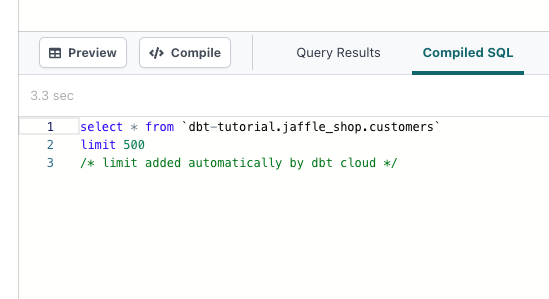 Preview
</> Compile
Query Results
Compiled SQL
3.3 sec
1 select * from `dbt-tutorial.jaffle_shop.customers`
2 limit 500
3 /* limit added automatically by dbt cloud */